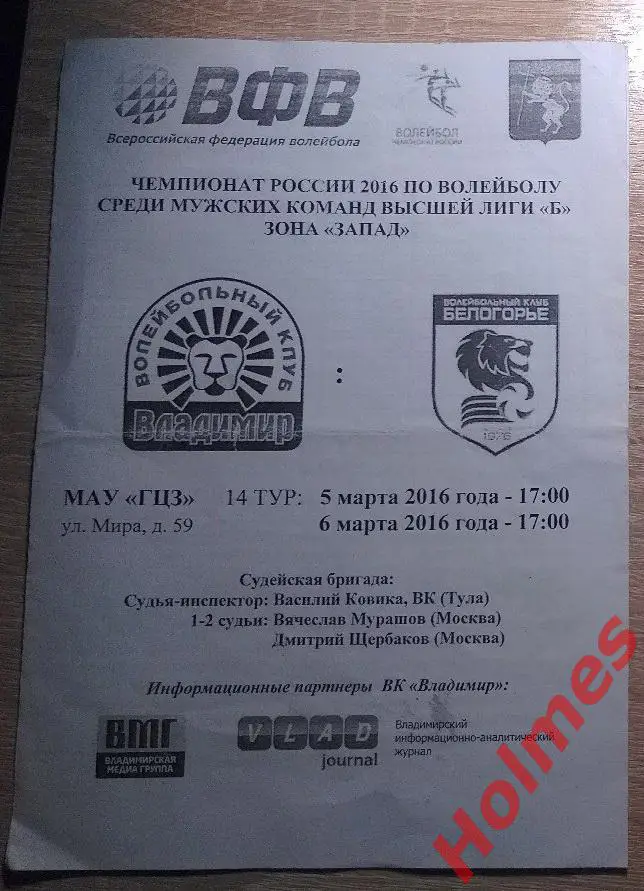 ВФВ
Всероссийская федерация волейбола
ВОЛЕЙБОЛ
ЧЕМПИОНАТ РОССИИ
ЧЕМПИОНАТ РОССИИ 2016 ПО ВОЛЕЙБОЛУ
СРЕДИ МУЖСКИХ КОМАНД ВЫСШЕЙ ЛИГИ «Б»
ЗОНА «ЗАПАД»
ВОЛЕЙБОЛЬНЫЙ КЛУБ
Владимир
:
ВОЛЕЙБОЛЬНЫЙ КЛУБ
БЕЛОГОРЬЕ
1976
МАУ «ГЦЗ» 14 ТУР: 5 марта 2016 года - 17:00
ул. Мира, д. 59 6 марта 2016 года - 17:00
Судейская бригада:
Судья-инспектор: Василий Ковика, ВК (Тула)
1-2 судьи: Вячеслав Мурашов (Москва)
Дмитрий Щербаков (Москва)
Информационные партнеры ВК «Владимир»:
ВМГ
ВЛАДИМИРСКАЯ
МЕДИА ГРУППА
VLAD
journal
Владимирский
информационно-аналитический
журнал
Holmes